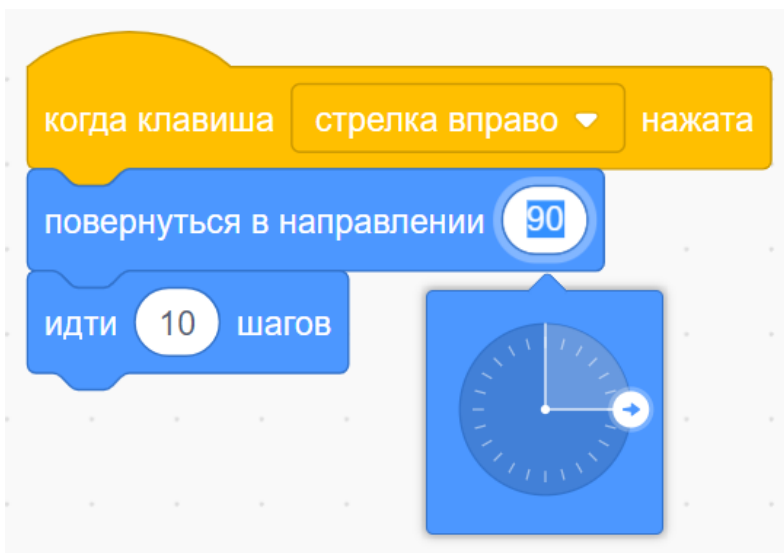 когда клавиша стрелка вправо нажата
повернуться в направлении 90
идти 10 шагов